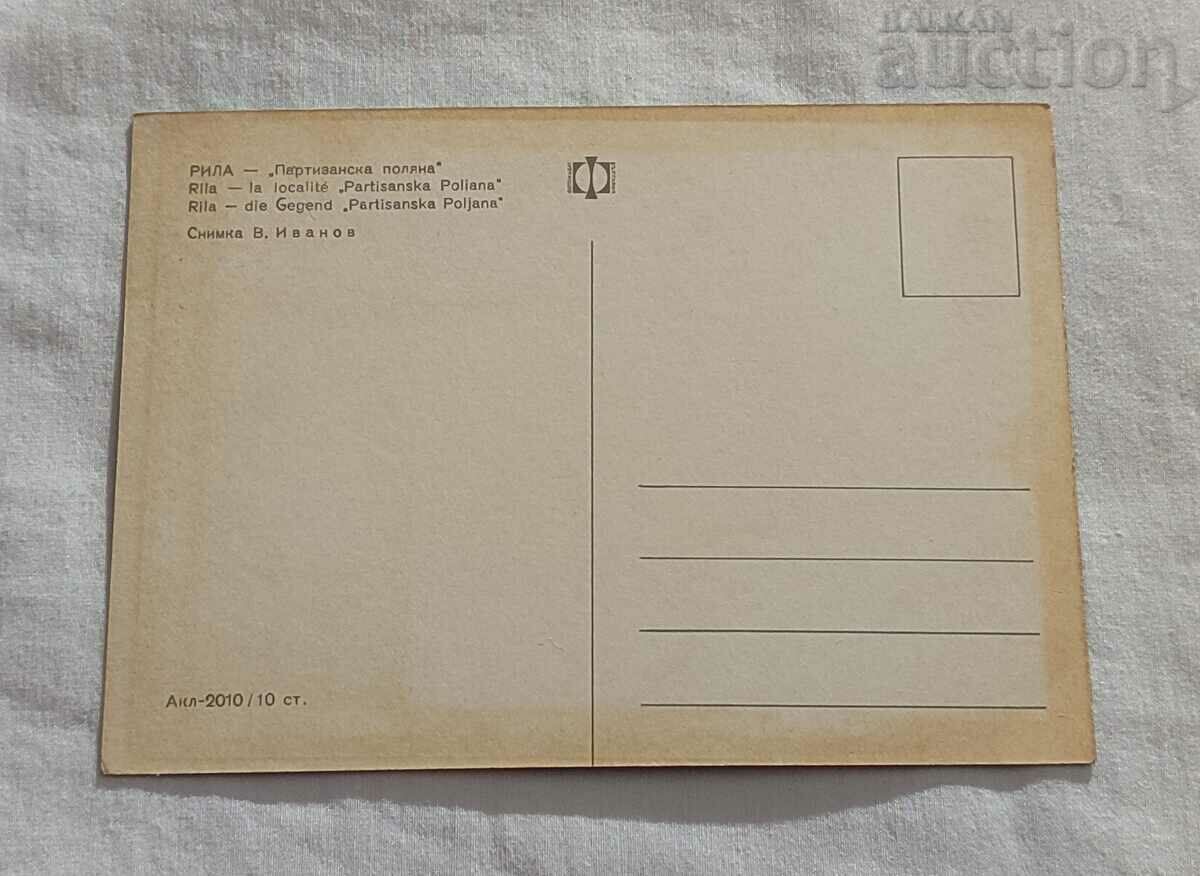 BALKAN
auction
РИЛА — „Партизанска поляна"
Rila — la localité „Partisanska Poliana"
Rila — die Gegend „Partisanska Poljana"
Снимка В. Иванов
Акл-2010/10 ст.